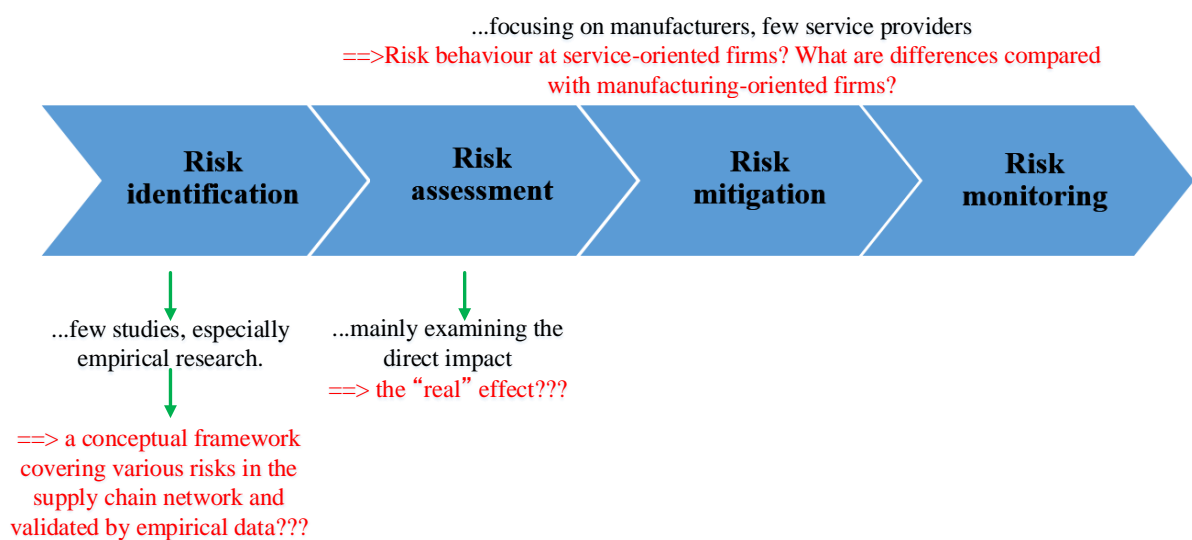 ...focusing on manufacturers, few service providers
==>Risk behaviour at service-oriented firms? What are differences compared
with manufacturing-oriented firms?
Risk
identification
Risk
assessment
Risk
mitigation
Risk
monitoring
...few studies, especially
empirical research.
==> a conceptual framework
covering various risks in the
supply chain network and
validated by empirical data???
...mainly examining the
direct impact
==> the “real” effect???